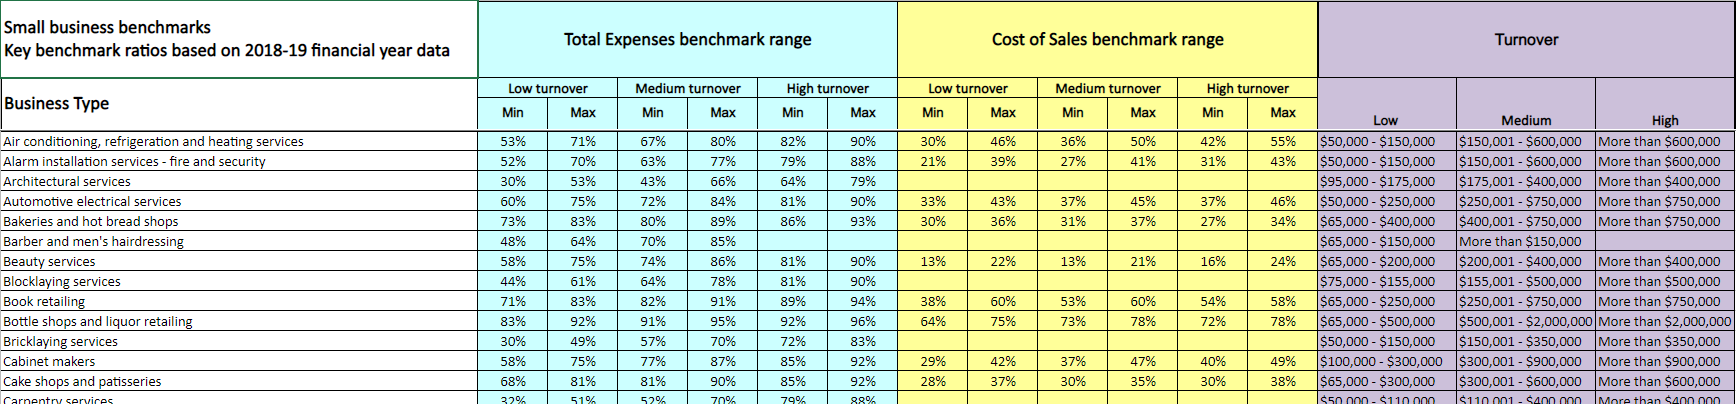 Small business benchmarks
Key benchmark ratios based on 2018-19 financial year data
Total Expenses benchmark range Cost of Sales benchmark range Turnover
Business Type
Low turnover Medium turnover High turnover Low turnover Medium turnover High turnover
Min Max Min Max Min Max Min Max Min Max Min Max Low Medium High
Air conditioning, refrigeration and heating services 53% 71% 67% 80% 82% 90% 30% 46% 36% 50% 42% 55% $50,000 - $150,000 $150,001 - $600,000 More than $600,000
Alarm installation services - fire and security 52% 70% 63% 77% 79% 88% 21% 39% 27% 41% 31% 43% $50,000 - $150,000 $150,001 - $600,000 More than $600,000
Architectural services 30% 53% 43% 66% 64% 79% $95,000 - $175,000 $175,001 - $400,000 More than $400,000
Automotive electrical services 60% 75% 72% 84% 81% 90% 33% 43% 37% 45% 37% 46% $50,000 - $250,000 $250,001 - $750,000 More than $750,000
Bakeries and hot bread shops 73% 83% 80% 89% 86% 93% 30% 36% 31% 37% 27% 34% $65,000 - $400,000 $400,001 - $750,000 More than $750,000
Barber and men's hairdressing 48% 64% 70% 85% $65,000 - $150,000 More than $150,000
Beauty services 58% 75% 74% 86% 81% 90% 13% 22% 13% 21% 16% 24% $65,000 - $200,000 $200,001 - $400,000 More than $400,000
Blocklaying services 44% 61% 64% 78% 81% 90% $75,000 - $155,000 $155,001 - $500,000 More than $500,000
Book retailing 71% 83% 82% 91% 89% 94% 38% 60% 53% 60% 54% 58% $65,000 - $250,000 $250,001 - $750,000 More than $750,000
Bottle shops and liquor retailing 83% 92% 91% 95% 92% 96% 64% 75% 73% 78% 72% 78% $65,000 - $500,000 $500,001 - $2,000,000 More than $2,000,000
Bricklaying services 30% 49% 57% 70% 72% 83% $50,000 - $150,000 $150,001 - $350,000 More than $350,000
Cabinet makers 58% 75% 77% 87% 85% 92% 29% 42% 37% 47% 40% 49% $100,000 - $300,000 $300,001 - $900,000 More than $900,000
Cake shops and patisseries 68% 81% 81% 90% 85% 92% 28% 37% 30% 35% 30% 38% $65,000 - $300,000 $300,001 - $600,000 More than $600,000
Carpentry services 32% 51% 52% 70% 79% 88% $50,000 - $110,000 $110,001 - $400,000 More than $400,000